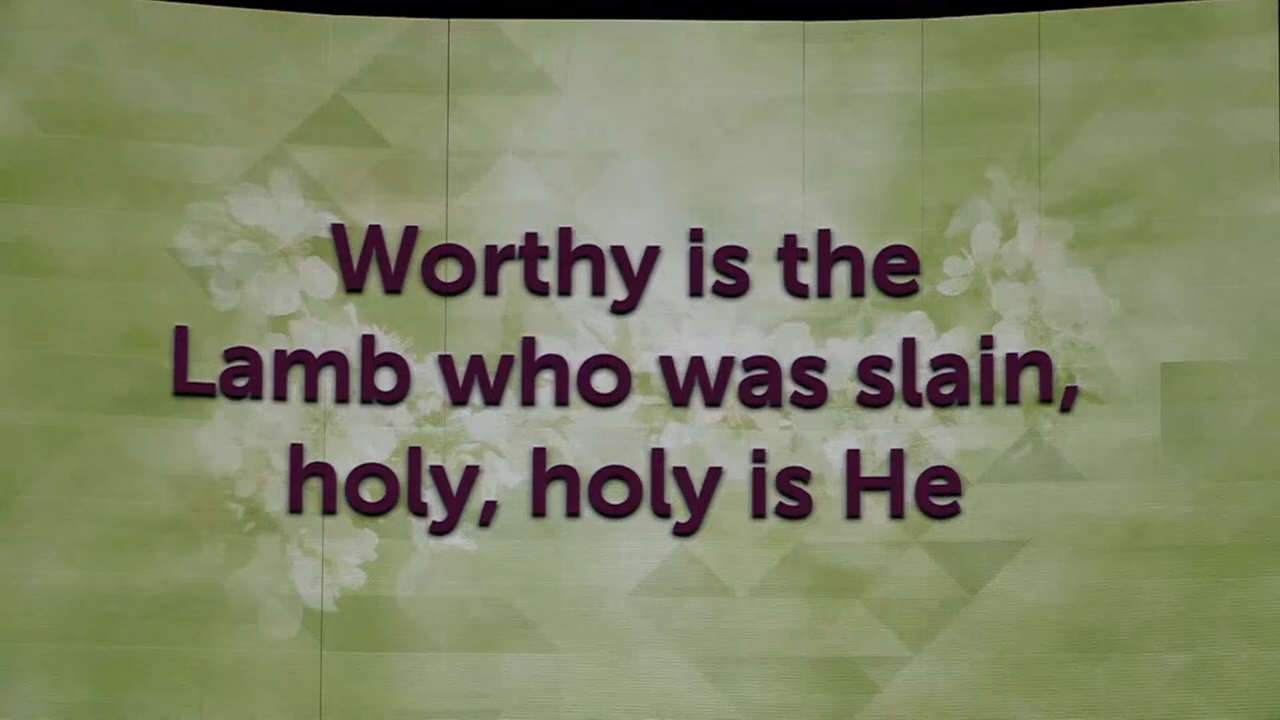 Worthy is the
Lamb who was slain,
holy, holy is He